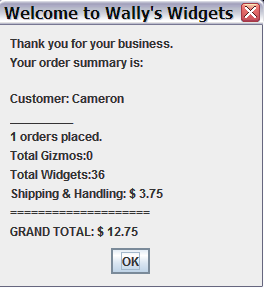 Welcome to Wally's Widgets
Thank you for your business.
Your order summary is:
Customer: Cameron
__________
1 orders placed.
Total Gizmos:0
Total Widgets:36
Shipping & Handling: $ 3.75
====================
GRAND TOTAL: $ 12.75
OK